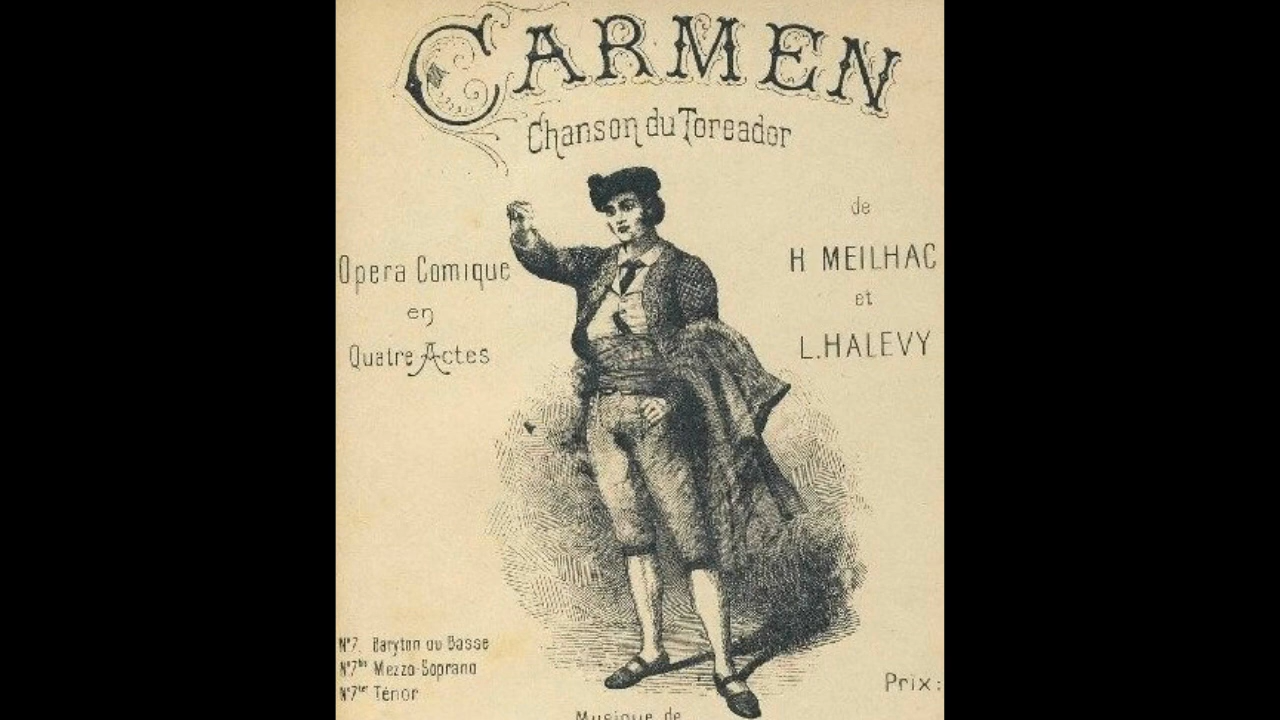 CARMEN
Chanson du Toreador
Opera Comique
en
Quatre Actes
de
H MEILHAC
et
L.HALEVY
N°7. Baryton ou Basse
N°7bis Mezzo-Soprano
N°7ter Ténor
Prix:
Musique de